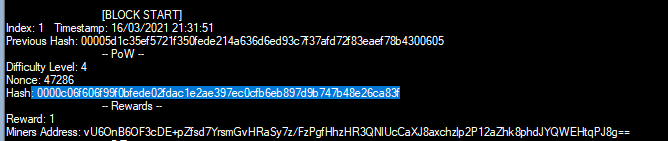 [BLOCK START]
Index: 1 Timestamp: 16/03/2021 21:31:51
Previous Hash: 00005d1c35ef5721f350fede214a636d6ed93c7f37afd72f83eaef78b4300605
-- PoW --
Difficulty Level: 4
Nonce: 47286
Hash: 0000c06f606f99f0bfede02fdac1e2ae397ec0cfb6eb897d9b747b48e26ca83f
-- Rewards --
Reward: 1
Miners Address: vU6OnB6OF3cDE+pZfsd7YrsmGvHRaSy7z/FzPgfHhzHR3QNIUcCaXJ8axchzlp2P12aZhk8phdJYQWEHtqPJ8g==